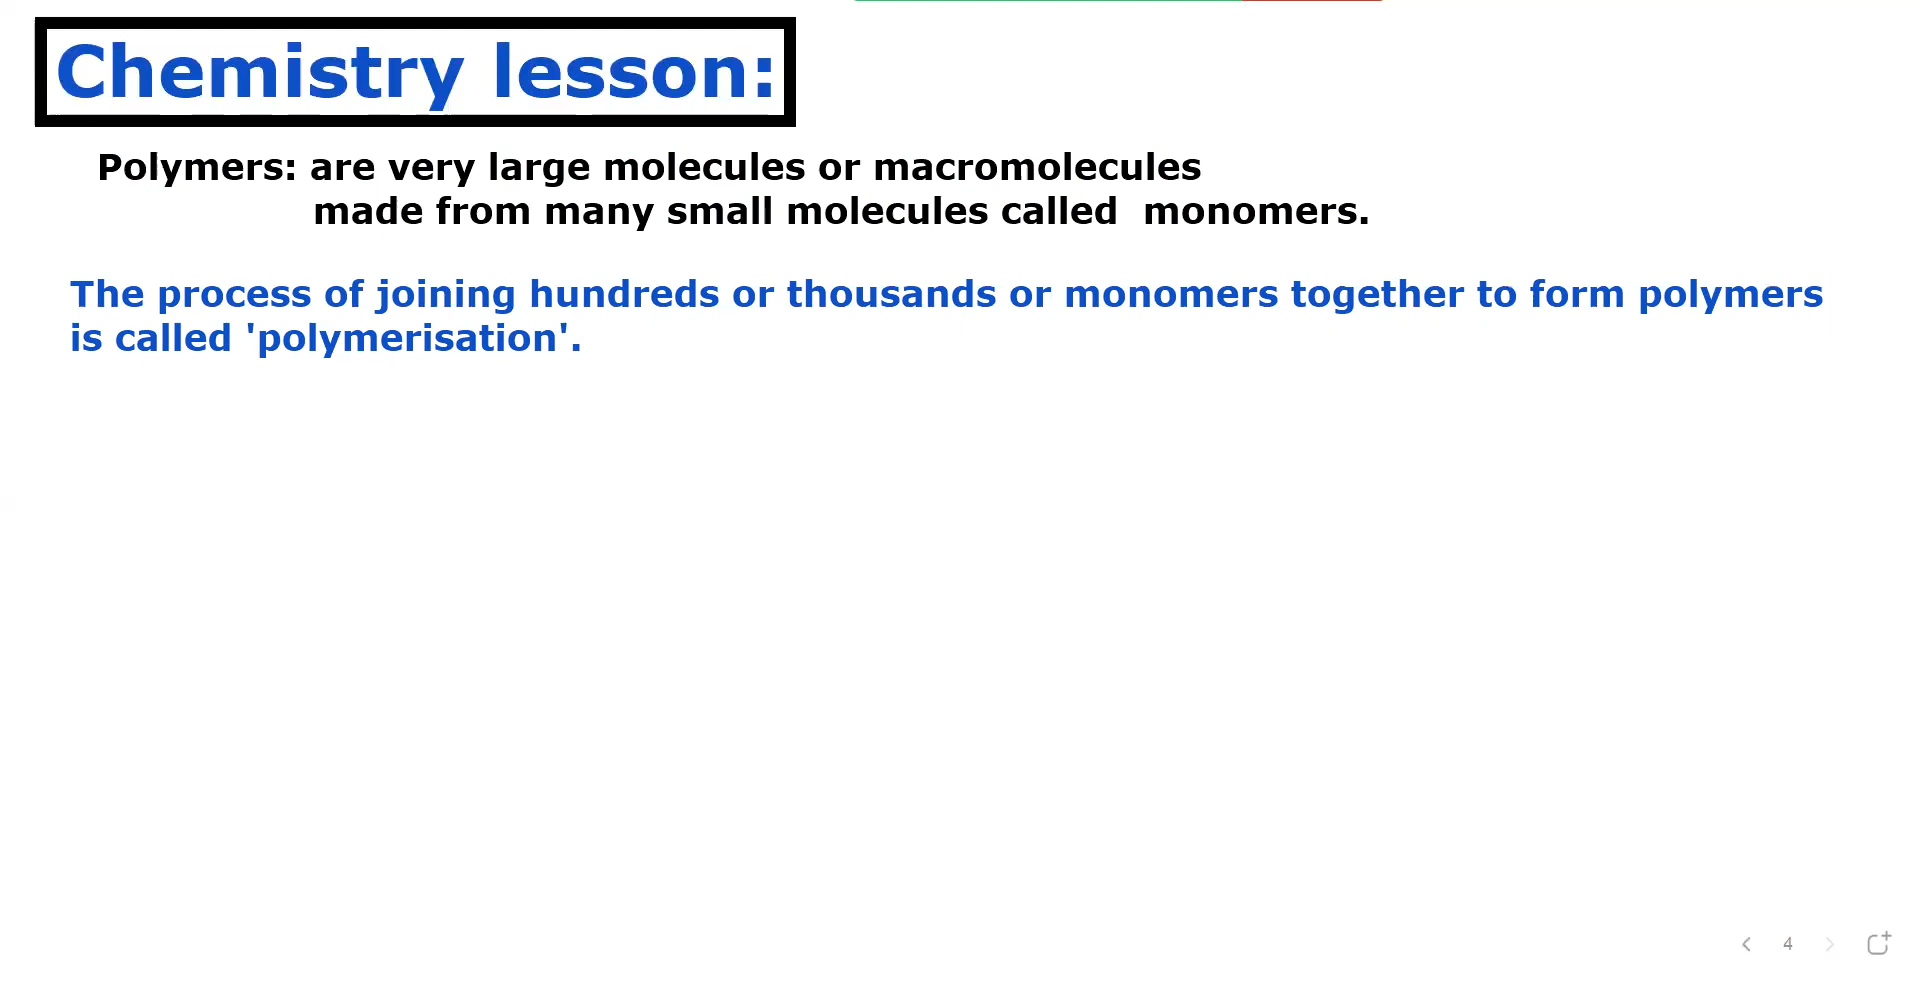 Chemistry lesson:
Polymers: are very large molecules or macromolecules
made from many small molecules called  monomers.
The process of joining hundreds or thousands or monomers together to form polymers
is called 'polymerisation'.
4